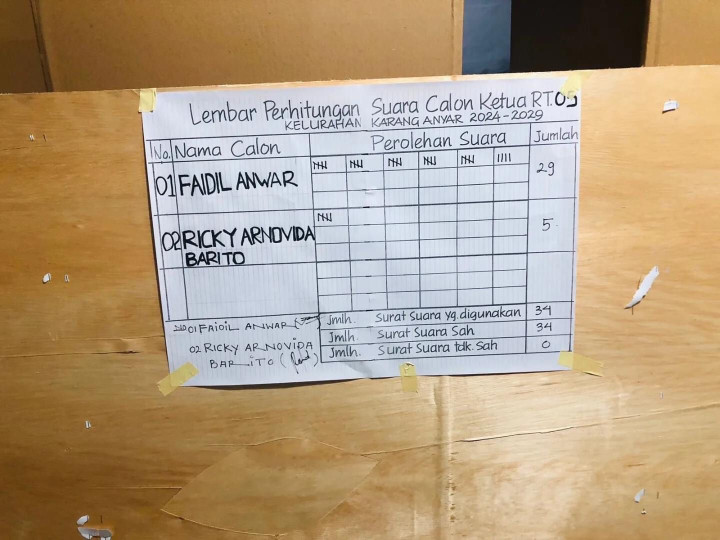 Lembar Perhitungan Suara Calon Ketua RT.05
KELURAHAN KARANG ANYAR 2024-2029
No. Nama Calon Perolehan Suara Jumlah
01 FAIDIL ANWAR 29
02 RICKY ARNOVIDA BARITO 5
01 FAIDIL ANWAR
02 RICKY ARNOVIDA
BARITO
Jmlh. Surat Suara yg. digunakan 34
Jmlh. Surat Suara Sah 34
Jmlh. Surat Suara tdk. Sah 0